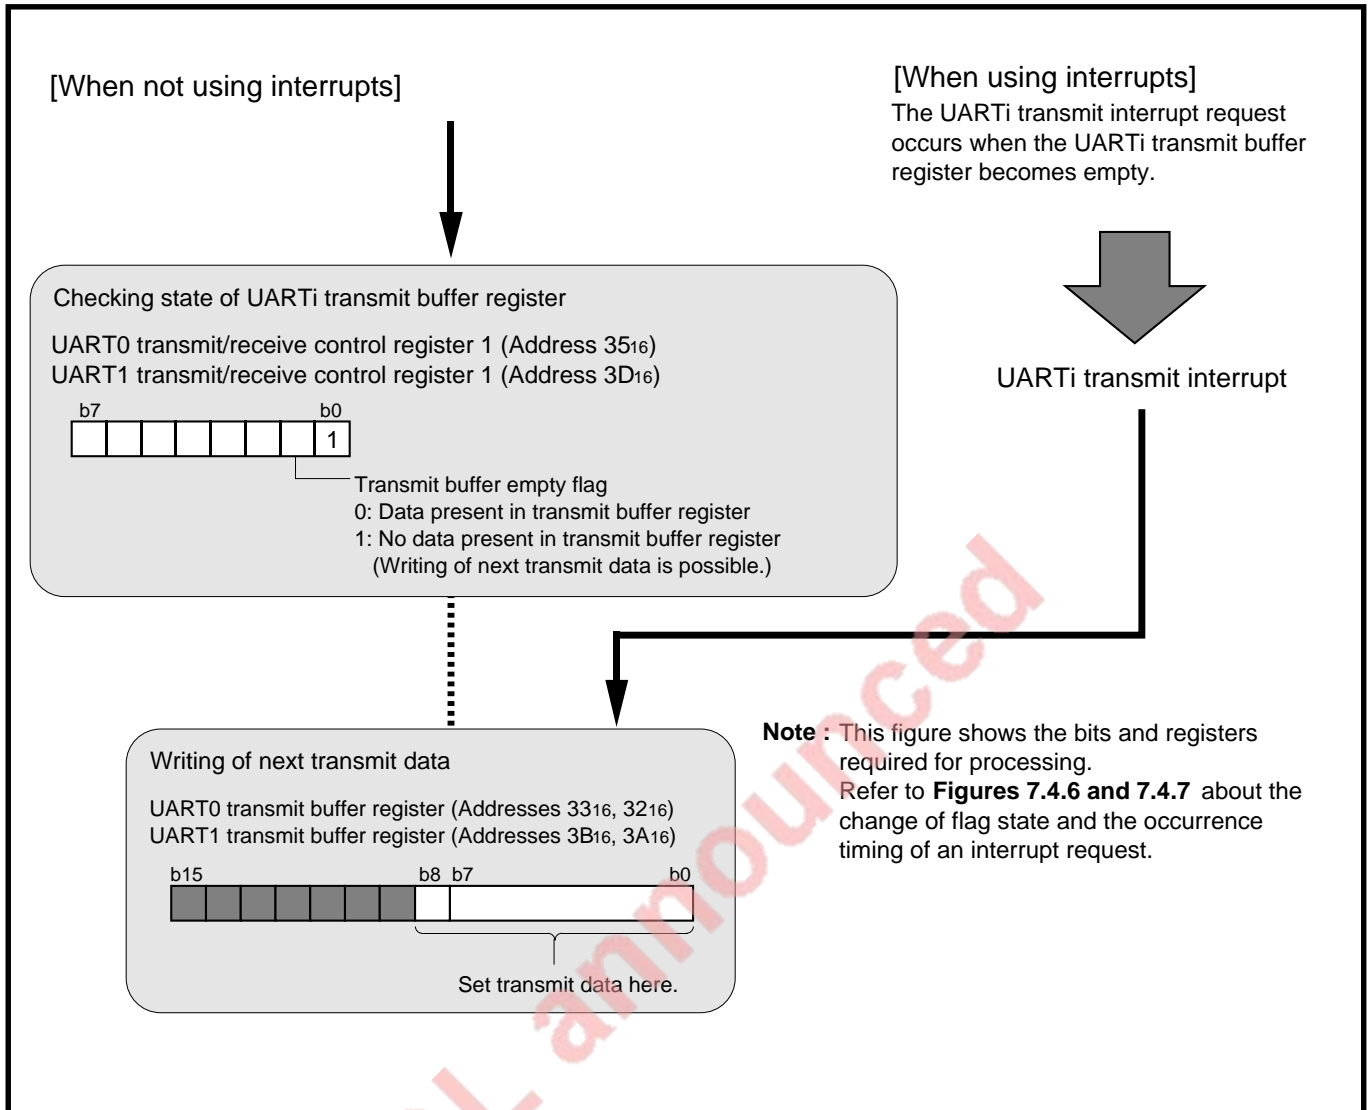 [When not using interrupts]
[When using interrupts]
The UARTi transmit interrupt request
occurs when the UARTi transmit buffer
register becomes empty.
Checking state of UARTi transmit buffer register
UART0 transmit/receive control register 1 (Address 3516)
UART1 transmit/receive control register 1 (Address 3D16)
b7 b0
1
Transmit buffer empty flag
0: Data present in transmit buffer register
1: No data present in transmit buffer register
(Writing of next transmit data is possible.)
UARTi transmit interrupt
Writing of next transmit data
UART0 transmit buffer register (Addresses 3316, 3216)
UART1 transmit buffer register (Addresses 3B16, 3A16)
b15 b8 b7 b0
Set transmit data here.
Note : This figure shows the bits and registers
required for processing.
Refer to Figures 7.4.6 and 7.4.7 about the
change of flag state and the occurrence
timing of an interrupt request.
announced